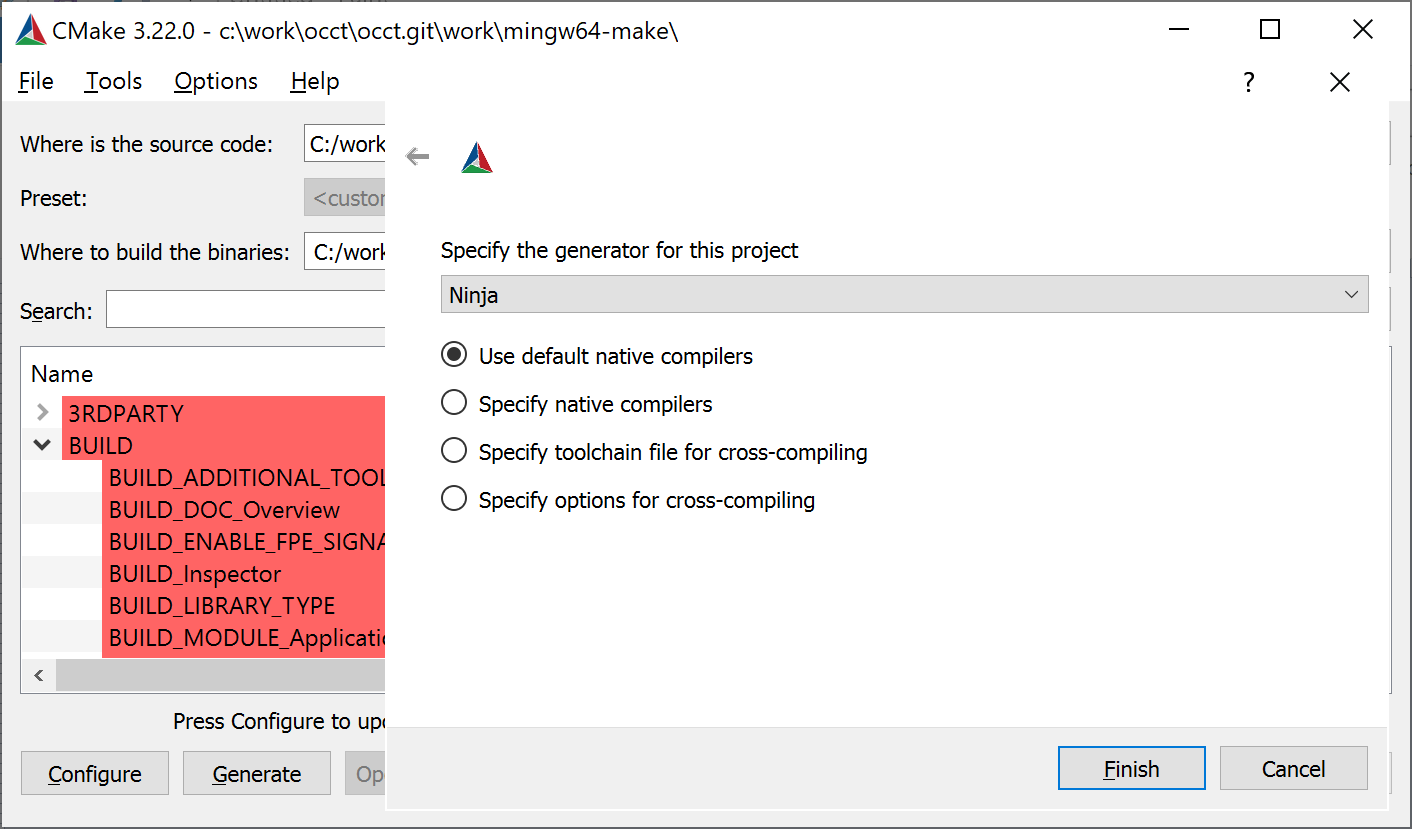 CMake 3.22.0 - c:\work\occt\occt.git\work\mingw64-make\
File Tools Options Help
?
Where is the source code: C:/work
Preset: <custom
Where to build the binaries: C:/work
Search:
Name
3RDPARTY
BUILD
BUILD_ADDITIONAL_TOOL
BUILD_DOC_Overview
BUILD_ENABLE_FPE_SIGNA
BUILD_Inspector
BUILD_LIBRARY_TYPE
BUILD_MODULE_Applicatio
Press Configure to upd
Configure Generate Op
Specify the generator for this project
Ninja
Use default native compilers
Specify native compilers
Specify toolchain file for cross-compiling
Specify options for cross-compiling
Finish Cancel